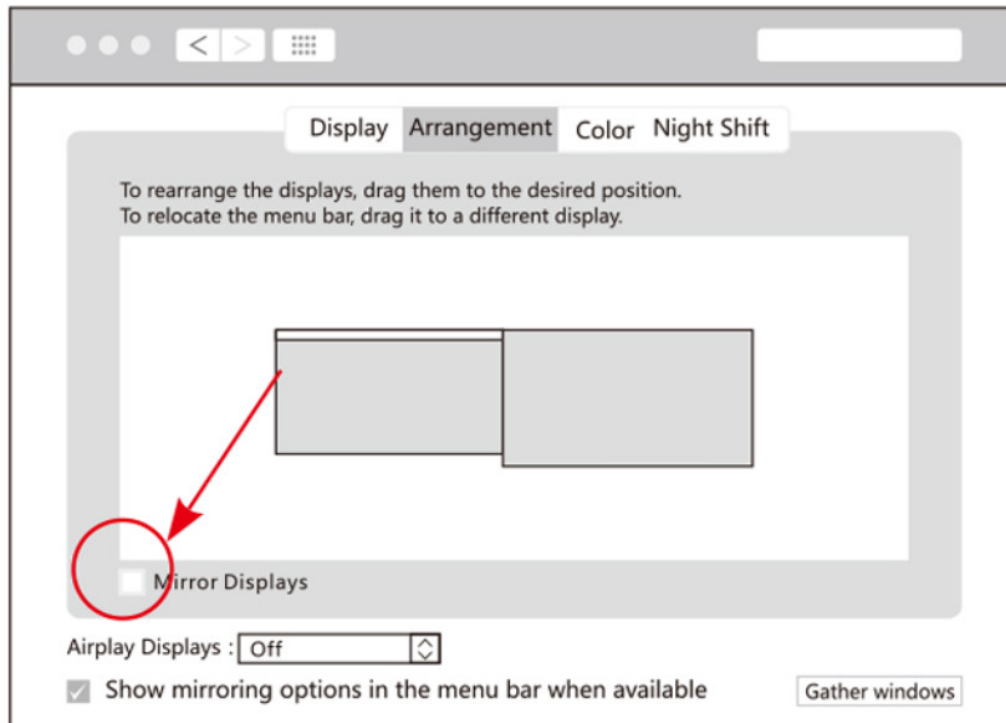 Display Arrangement Color Night Shift
To rearrange the displays, drag them to the desired position.
To relocate the menu bar, drag it to a different display.
Mirror Displays
Airplay Displays : Off
Show mirroring options in the menu bar when available
Gather windows